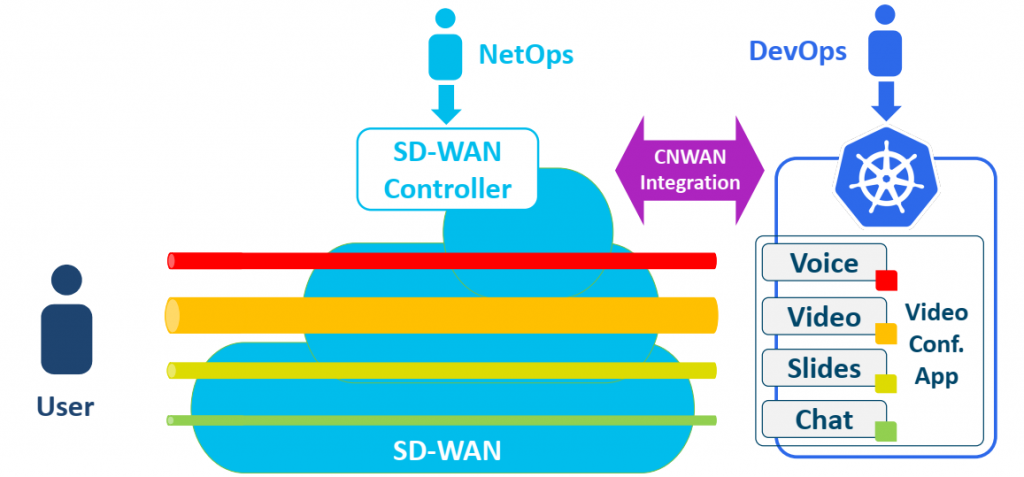 NetOps
DevOps
SD-WAN
Controller
CNWAN
Integration
User
Voice
Video
Slides
Chat
Video
Conf.
App
SD-WAN